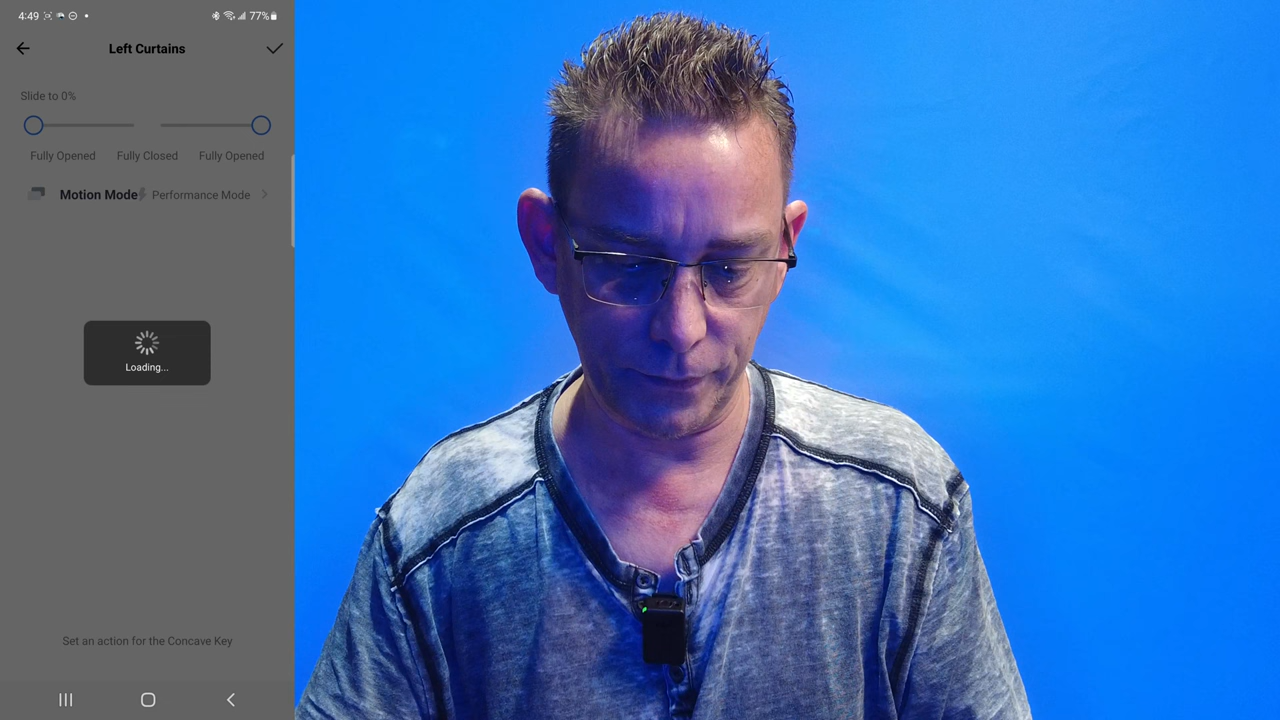 4:49 77%
Left Curtains
Slide to 0%
Fully Opened Fully Closed Fully Opened
Motion Mode Performance Mode
Loading...
Set an action for the Concave Key